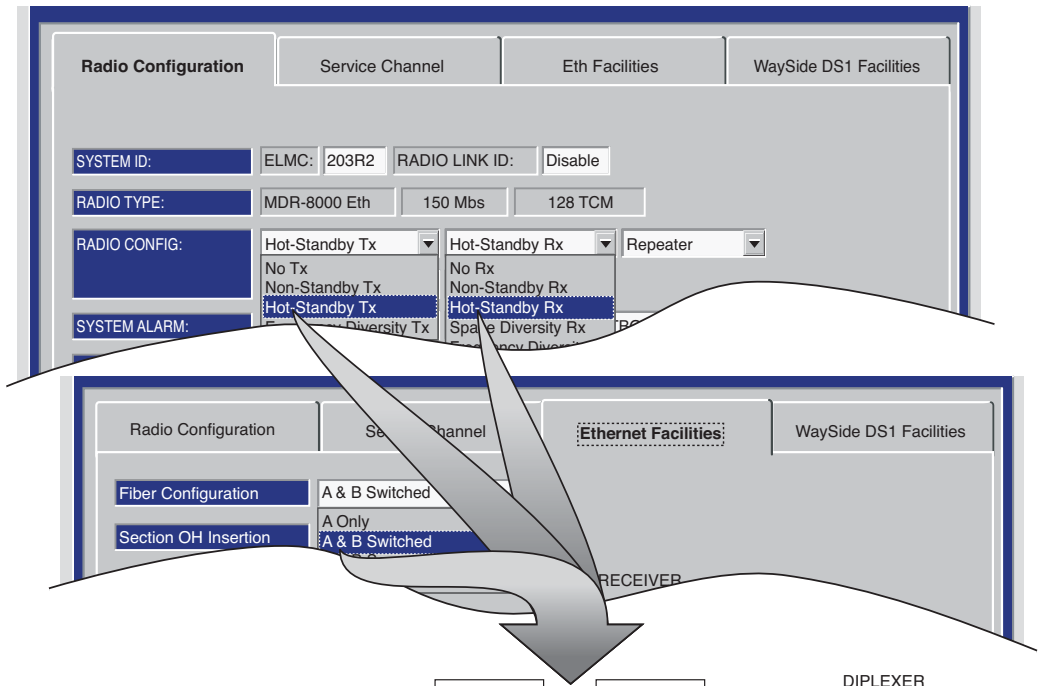 Radio Configuration Service Channel Eth Facilities WaySide DS1 Facilities
SYSTEM ID: ELMC: 203R2 RADIO LINK ID: Disable
RADIO TYPE: MDR-8000 Eth 150 Mbs 128 TCM
RADIO CONFIG: Hot-Standby Tx Hot-Standby Rx Repeater
No Tx No Rx
Non-Standby Tx Non-Standby Rx
Hot-Standby Tx Hot-Standby Rx
SYSTEM ALARM: Diversity Tx Space Diversity Rx
Radio Configuration Channel Ethernet Facilities WaySide DS1 Facilities
Fiber Configuration A & B Switched
A Only
Section OH Insertion A & B Switched
RECEIVER
DIPLEXER